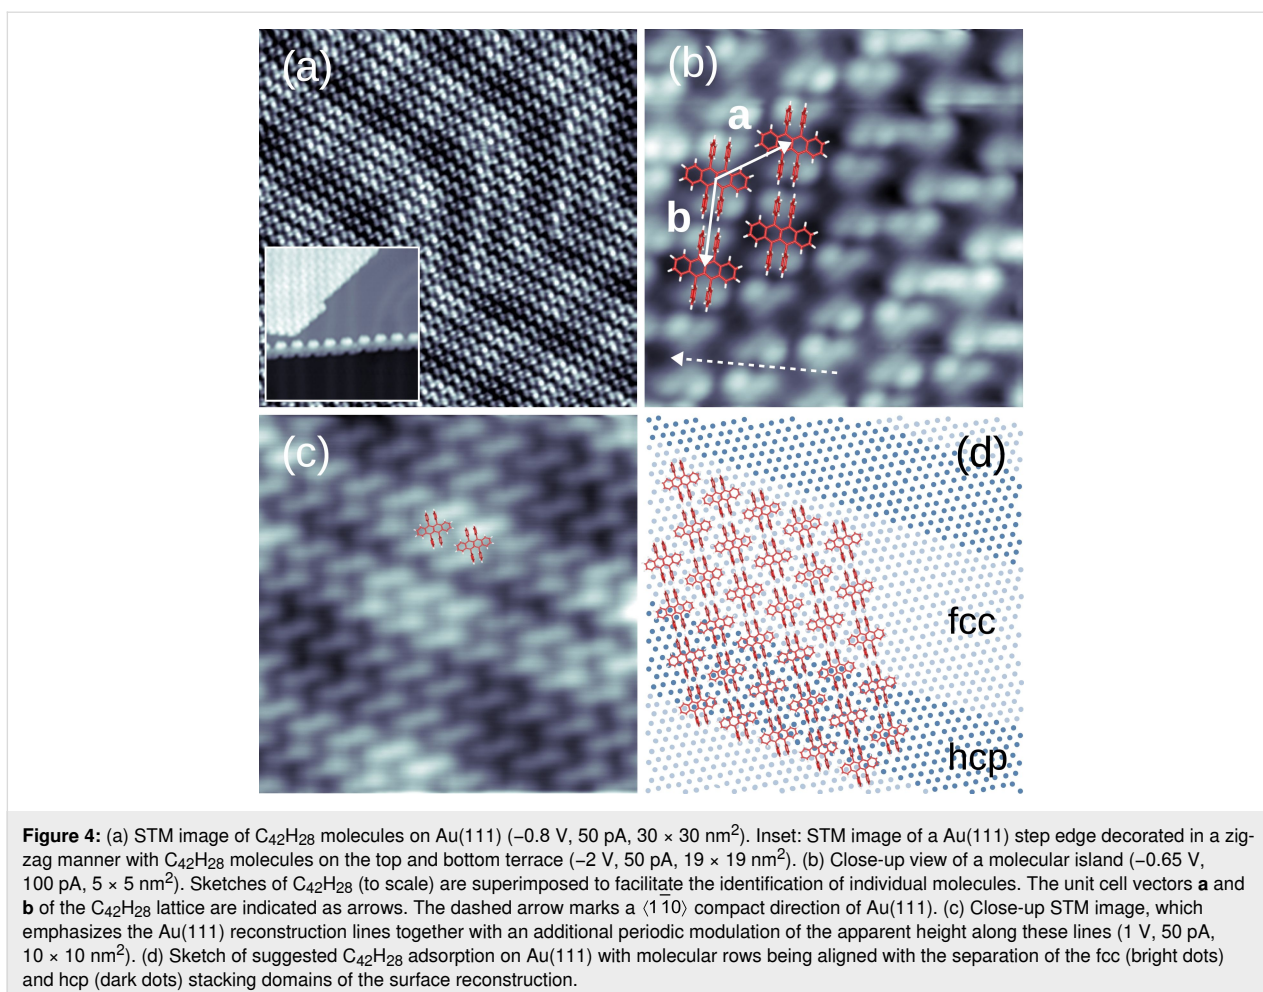 (a)
(b)
a
b
(c)
(d)
fcc
hcp
Figure 4: (a) STM image of C42H28 molecules on Au(111) (−0.8 V, 50 pA, 30 × 30 nm2). Inset: STM image of a Au(111) step edge decorated in a zig-
zag manner with C42H28 molecules on the top and bottom terrace (−2 V, 50 pA, 19 × 19 nm2). (b) Close-up view of a molecular island (−0.65 V,
100 pA, 5 × 5 nm2). Sketches of C42H28 (to scale) are superimposed to facilitate the identification of individual molecules. The unit cell vectors a and
b of the C42H28 lattice are indicated as arrows. The dashed arrow marks a ⟨11̅0⟩ compact direction of Au(111). (c) Close-up STM image, which
emphasizes the Au(111) reconstruction lines together with an additional periodic modulation of the apparent height along these lines (1 V, 50 pA,
10 × 10 nm2). (d) Sketch of suggested C42H28 adsorption on Au(111) with molecular rows being aligned with the separation of the fcc (bright dots)
and hcp (dark dots) stacking domains of the surface reconstruction.